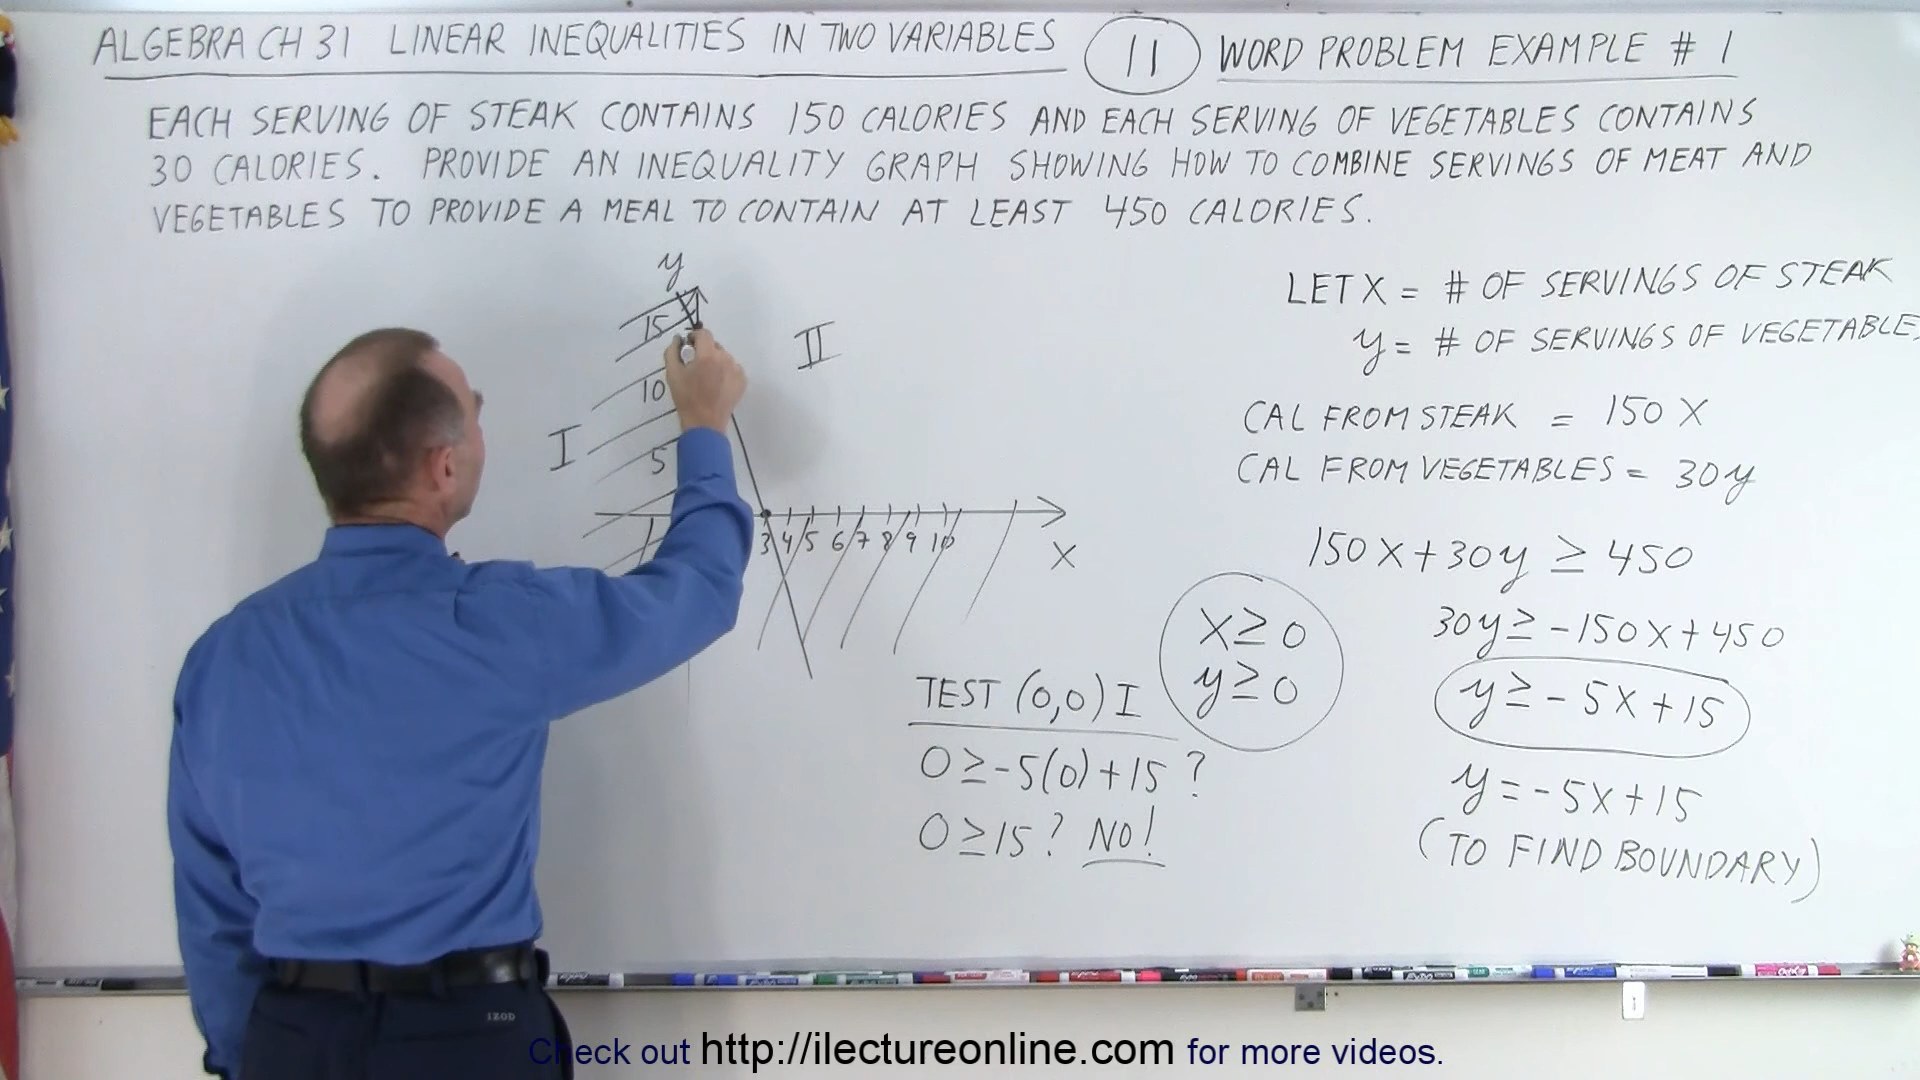 ALGEBRA CH 31 LINEAR INEQUALITIES IN TWO VARIABLES 11 WORD PROBLEM EXAMPLE # 1
EACH SERVING OF STEAK CONTAINS 150 CALORIES AND EACH SERVING OF VEGETABLES CONTAINS
30 CALORIES. PROVIDE AN INEQUALITY GRAPH SHOWING HOW TO COMBINE SERVINGS OF MEAT AND
VEGETABLES TO PROVIDE A MEAL TO CONTAIN AT LEAST 450 CALORIES.
y
15
10
5
I
II
3 4 5 6 7 8 9 10
X
LET X = # OF SERVINGS OF STEAK
y = # OF SERVINGS OF VEGETABLE
CAL FROM STEAK = 150 X
CAL FROM VEGETABLES = 30y
150X + 30y ≥ 450
30y ≥ -150X + 450
y ≥ -5X + 15
y = -5X + 15
(TO FIND BOUNDARY)
X ≥ 0
y ≥ 0
TEST (0,0) I
0 ≥ -5(0) + 15 ?
0 ≥ 15 ? NO!
IZOD
Check out http://ilectureonline.com for more videos.